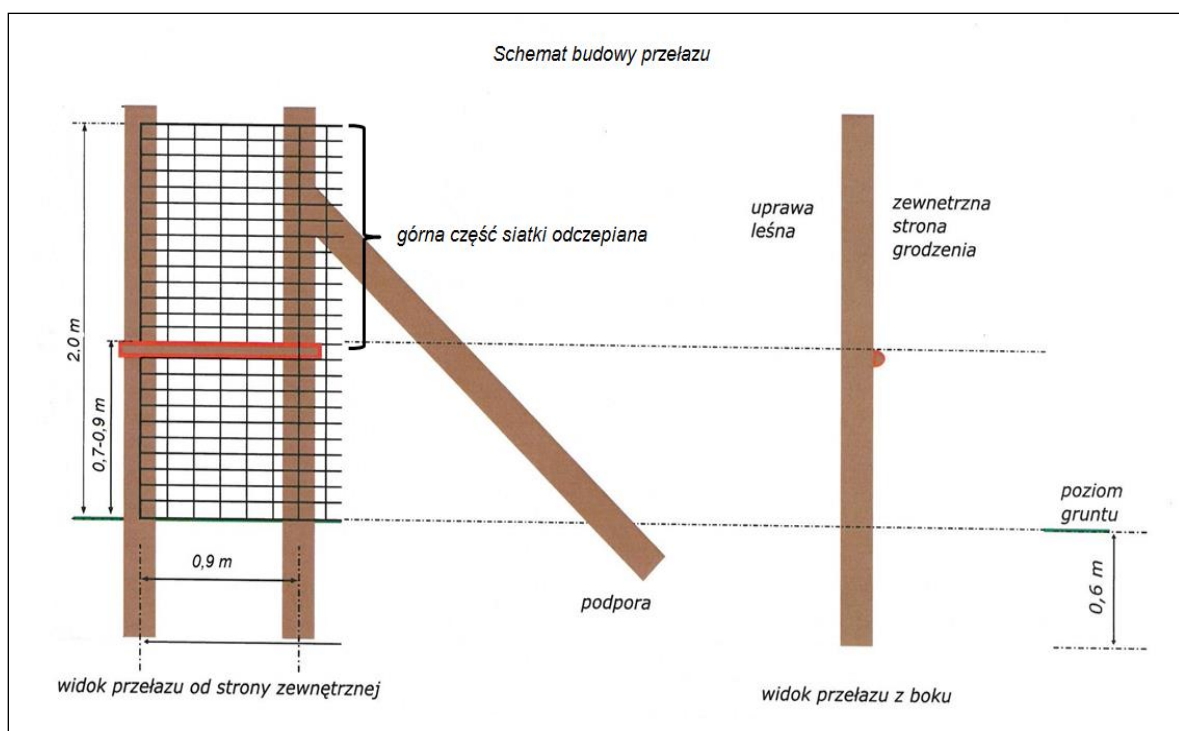 Schemat budowy przełazu
górna część siatki odczepiana
uprawa
leśna
zewnetrzna
strona
grodzenia
2.0 m
0,7-0,9 m
0,9 m
podpora
poziom
gruntu
0,6 m
widok przełazu od strony zewnętrznej
widok przełazu z boku